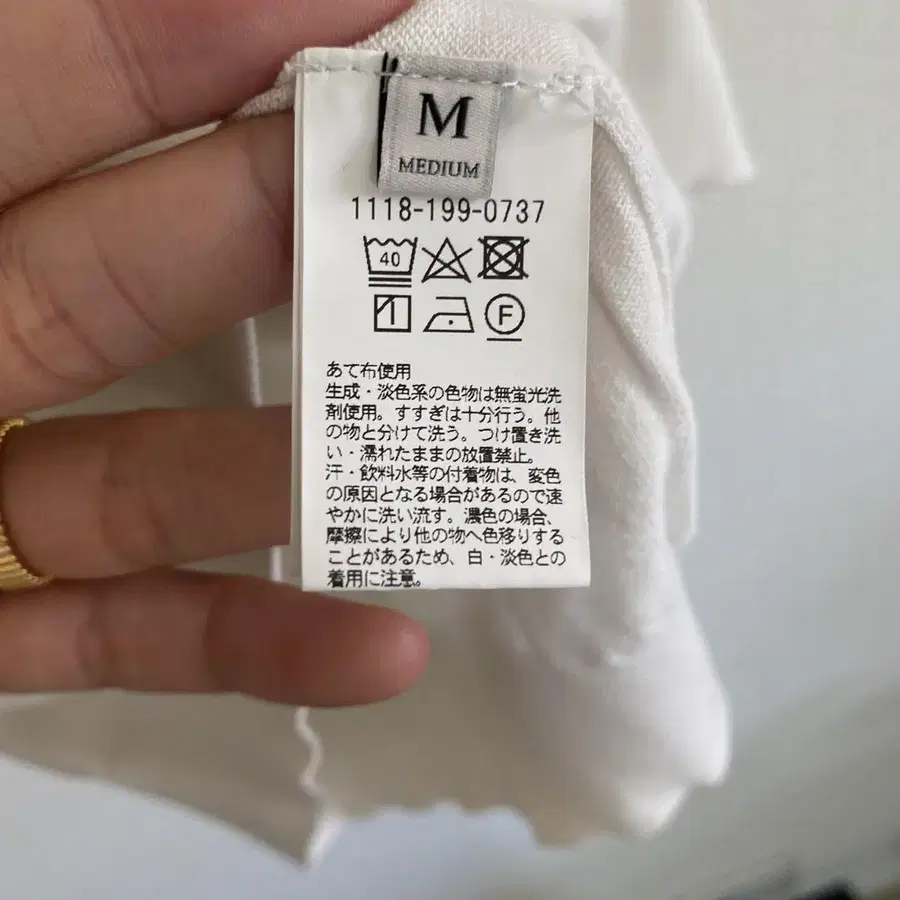 M
MEDIUM
1118-199-0737
40
F
あて布使用
生成・淡色系の色物は無蛍光洗
剤使用。すすぎは十分行う。他
の物と分けて洗う。つけ置き洗
い・濡れたままの放置禁止。
汗・飲料水等の付着物は、変色
の原因となる場合があるので速
やかに洗い流す。濃色の場合、
摩擦により他の物へ色移りする
ことがあるため、白・淡色との
着用に注意。